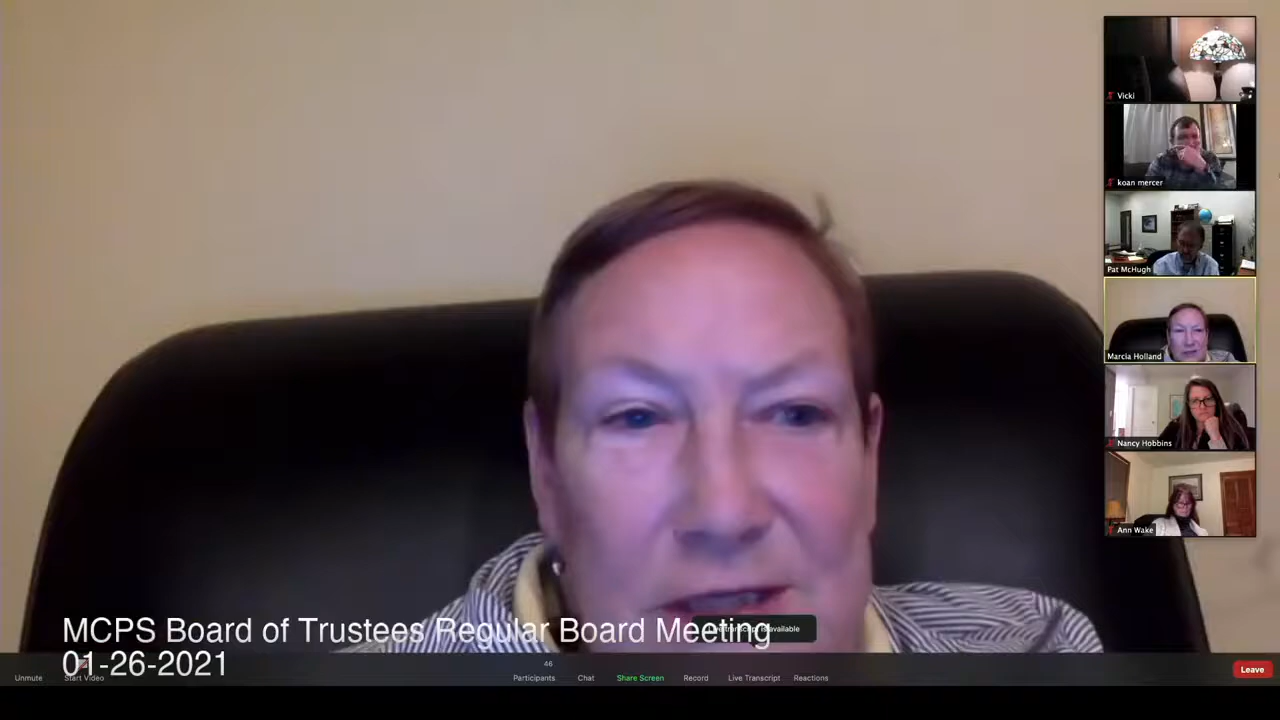 Vicki
koan mercer
Pat McHugh
Marcia Holland
Nancy Hobbins
Ann Wake
MCPS Board of Trustees Regular Board Meeting
available
01-26-2021
46
Unmute
Start Video
Participants
Chat
Share Screen
Record
Live Transcript
Reactions
Leave